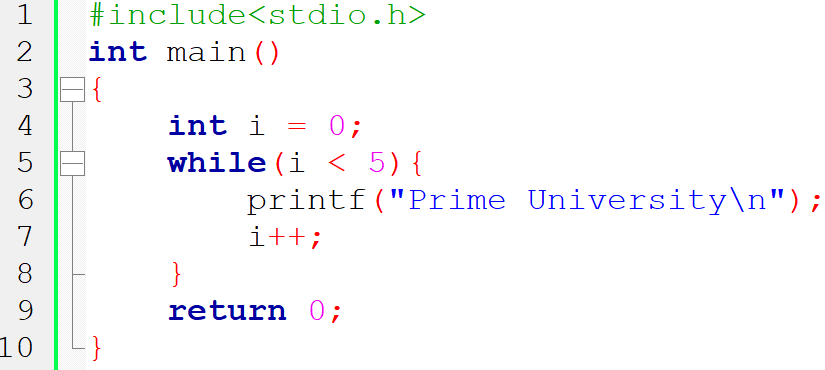 1 #include<stdio.h>
2 int main()
3 {
4     int i = 0;
5     while(i < 5){
6         printf("Prime University\n");
7         i++;
8     }
9     return 0;
10 }